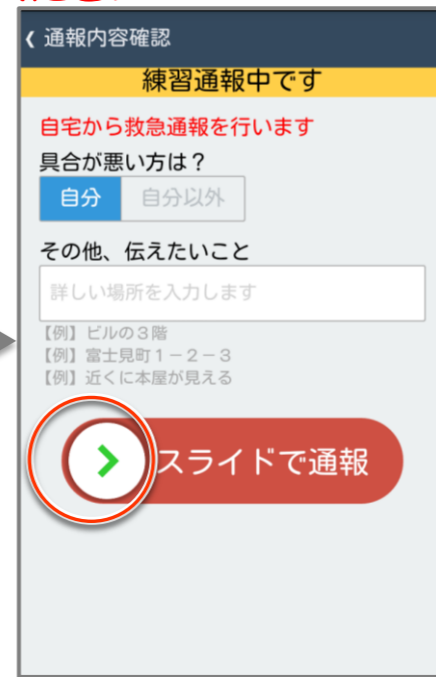 通報内容確認
練習通報中です
自宅から救急通報を行います
具合が悪い方は？
自分 自分以外
その他、伝えたいこと
詳しい場所を入力します
【例】ビルの３階
【例】富士見町１－２－３
【例】近くに本屋が見える
スライドで通報